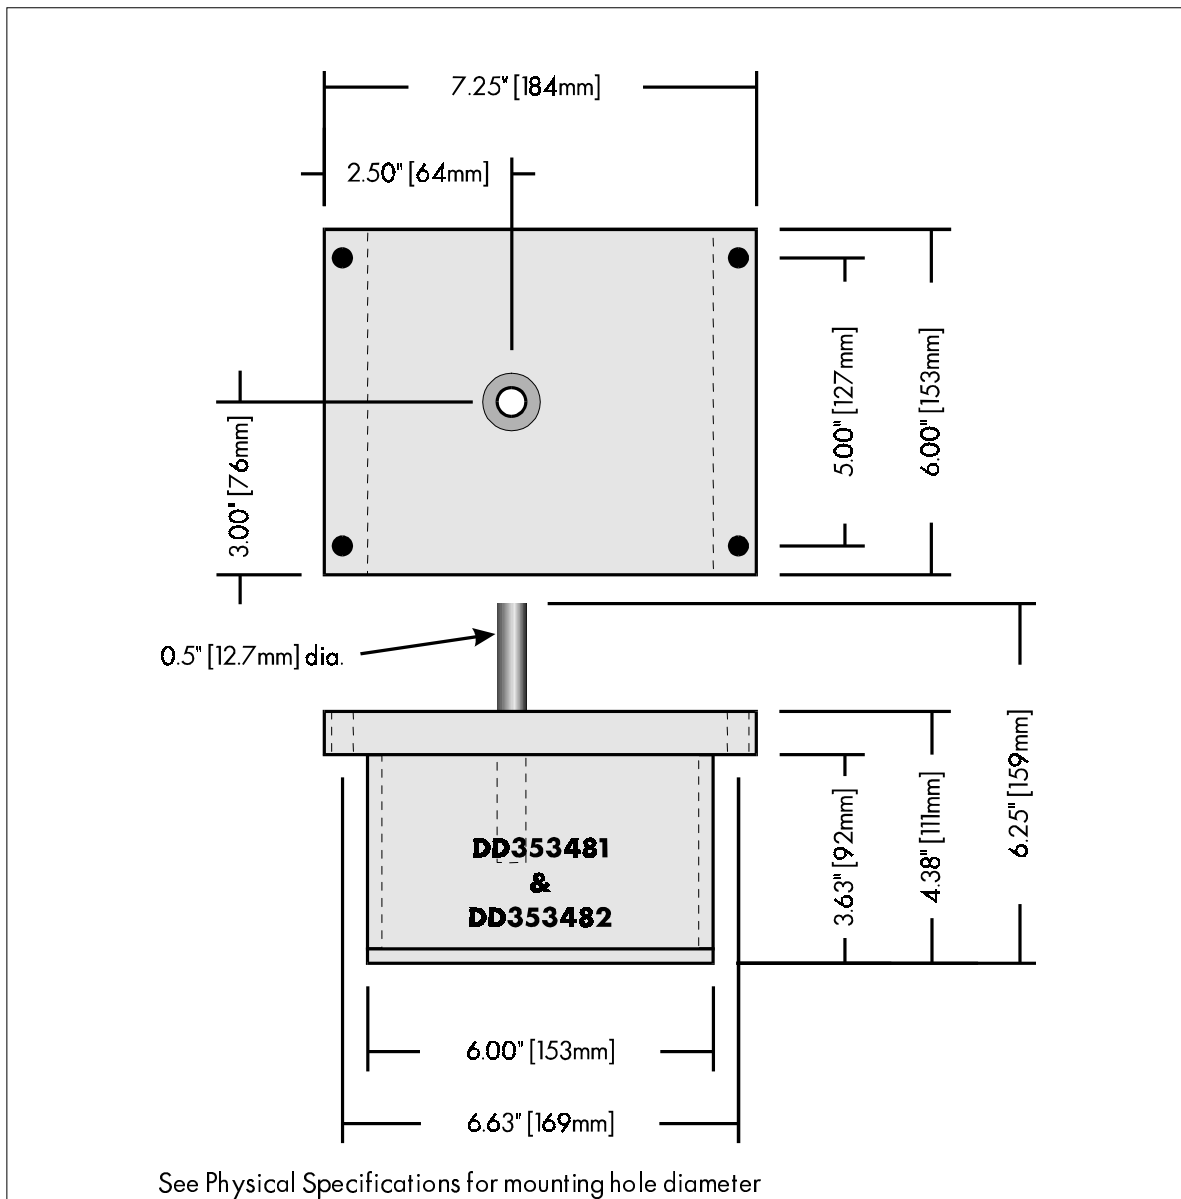 7.25" [184mm]
2.50" [64mm]
3.00" [76mm]
5.00" [127mm]
6.00" [153mm]
0.5" [12.7mm] dia.
DD353481
&
DD353482
3.63" [92mm]
4.38" [111mm]
6.25" [159mm]
6.00" [153mm]
6.63" [169mm]
See Physical Specifications for mounting hole diameter